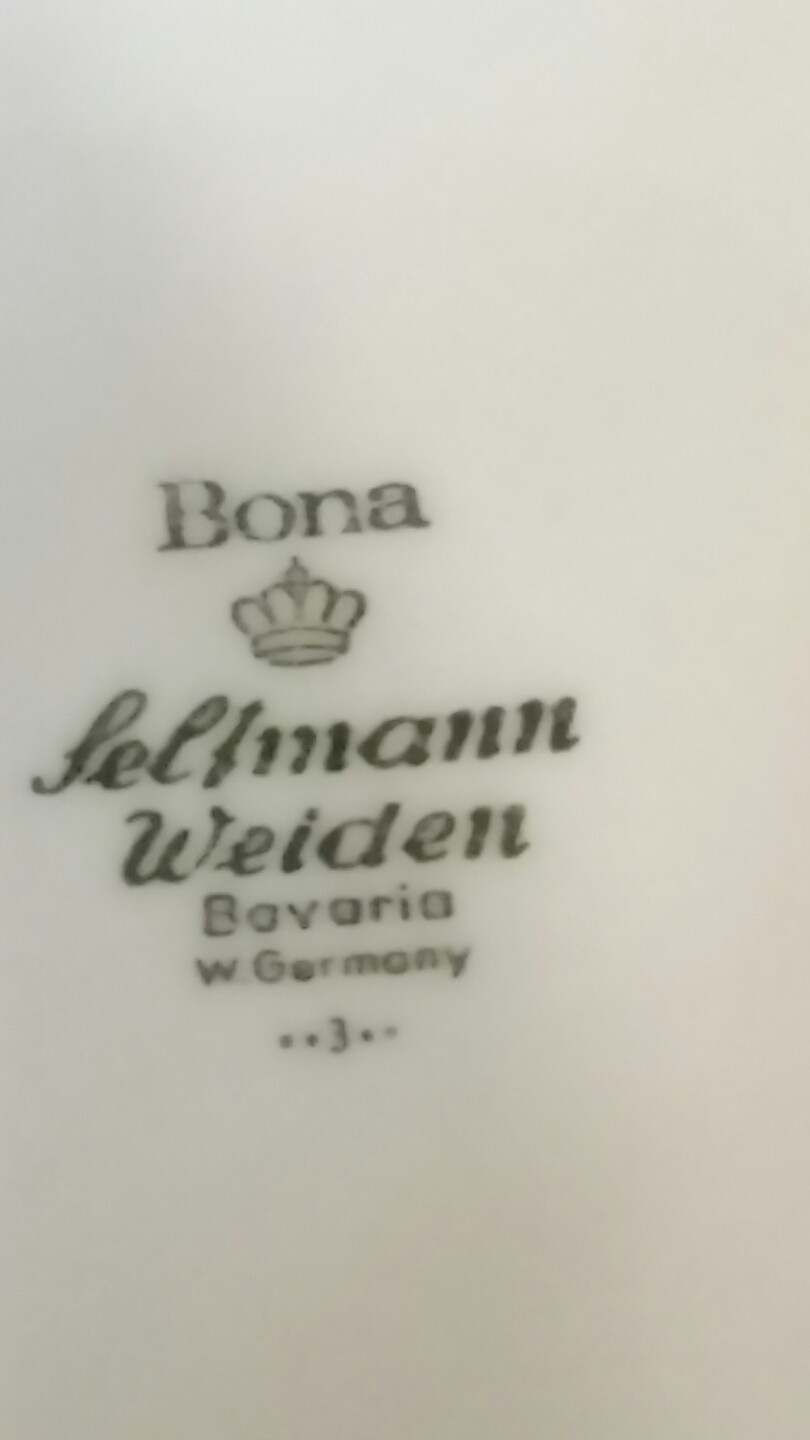 Bona
Seltmann
Weiden
Bavaria
W. Germany
..3..